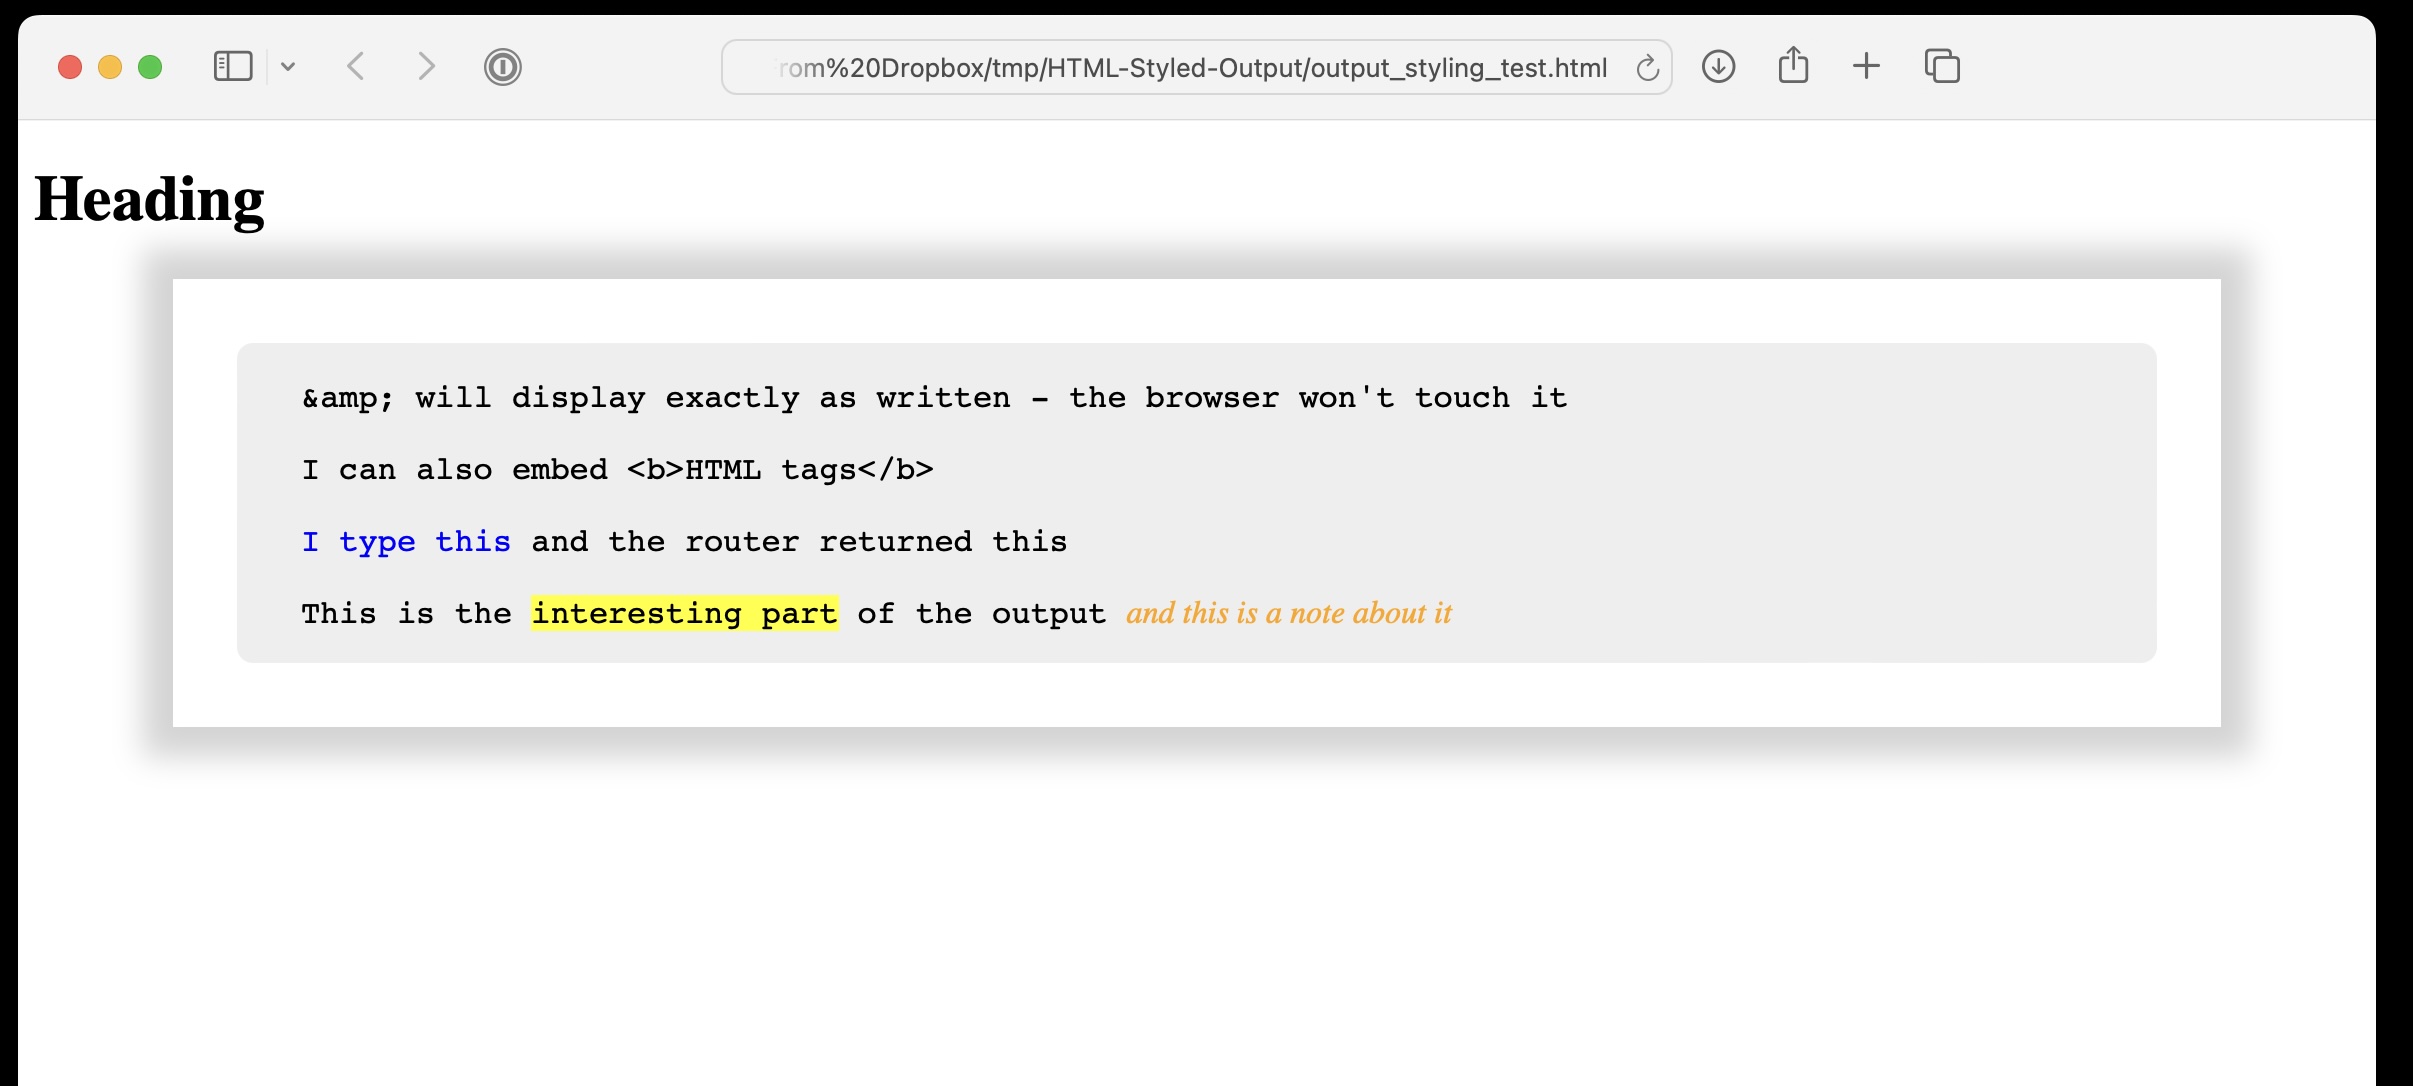 rom%20Dropbox/tmp/HTML-Styled-Output/output_styling_test.html
Heading
&amp; will display exactly as written - the browser won't touch it
I can also embed <b>HTML tags</b>
I type this and the router returned this
This is the interesting part of the output and this is a note about it